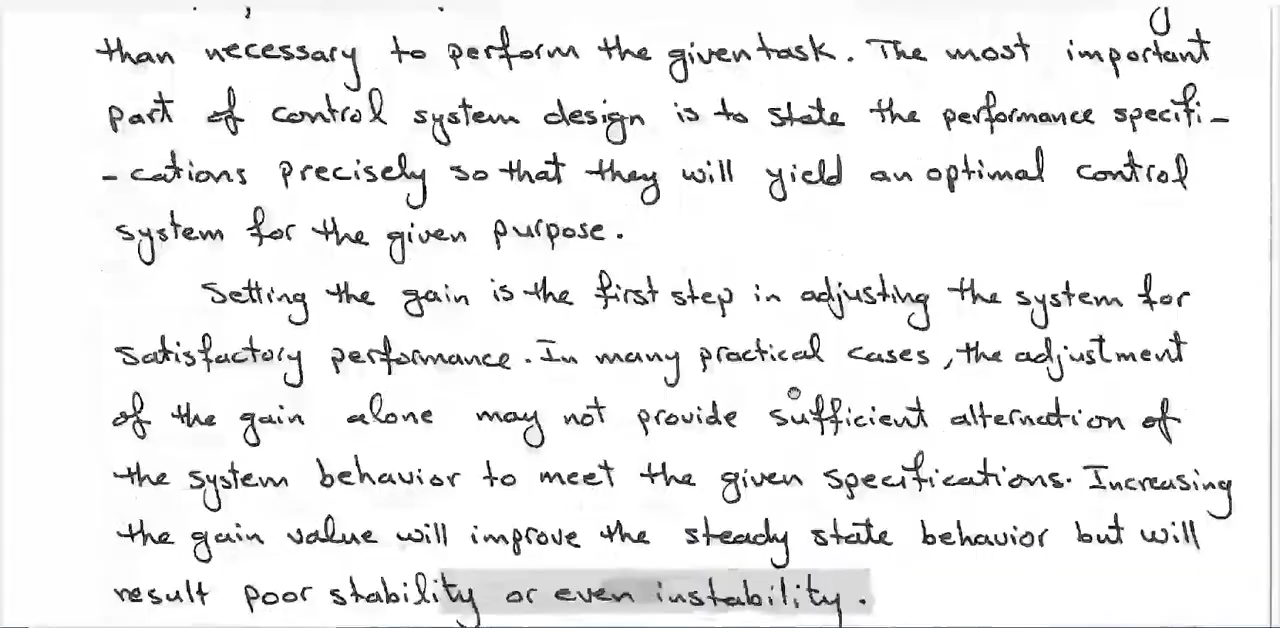 than necessary to perform the given task. The most important
part of control system design is to state the performance specifi-
-cations precisely so that they will yield an optimal control
system for the given purpose.
Setting the gain is the first step in adjusting the system for
satisfactory performance. In many practical cases, the adjustment
of the gain alone may not provide sufficient alternation of
the system behavior to meet the given specifications. Increasing
the gain value will improve the steady state behavior but will
result poor stability or even instability.